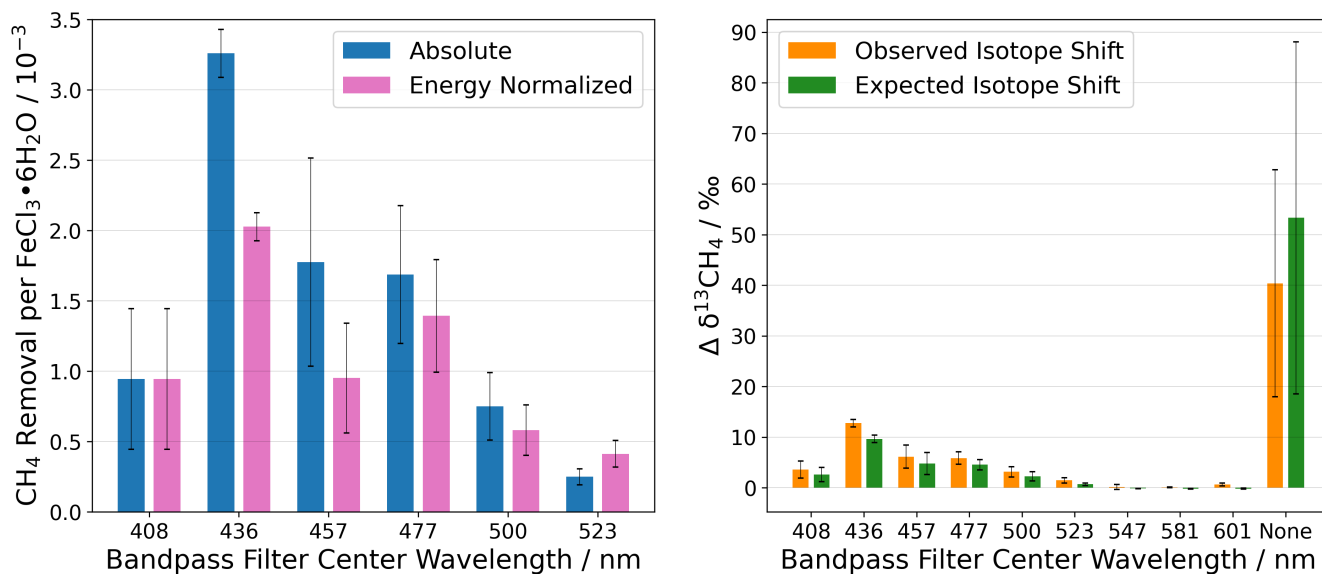 CH₄ Removal per FeCl₃•6H₂O / 10⁻³
3.5
3.0
2.5
2.0
1.5
1.0
0.5
0.0
Absolute
Energy Normalized
408 436 457 477 500 523
Bandpass Filter Center Wavelength / nm
Δ δ¹³CH₄ / ‰
90
80
70
60
50
40
30
20
10
0
Observed Isotope Shift
Expected Isotope Shift
408 436 457 477 500 523 547 581 601 None
Bandpass Filter Center Wavelength / nm